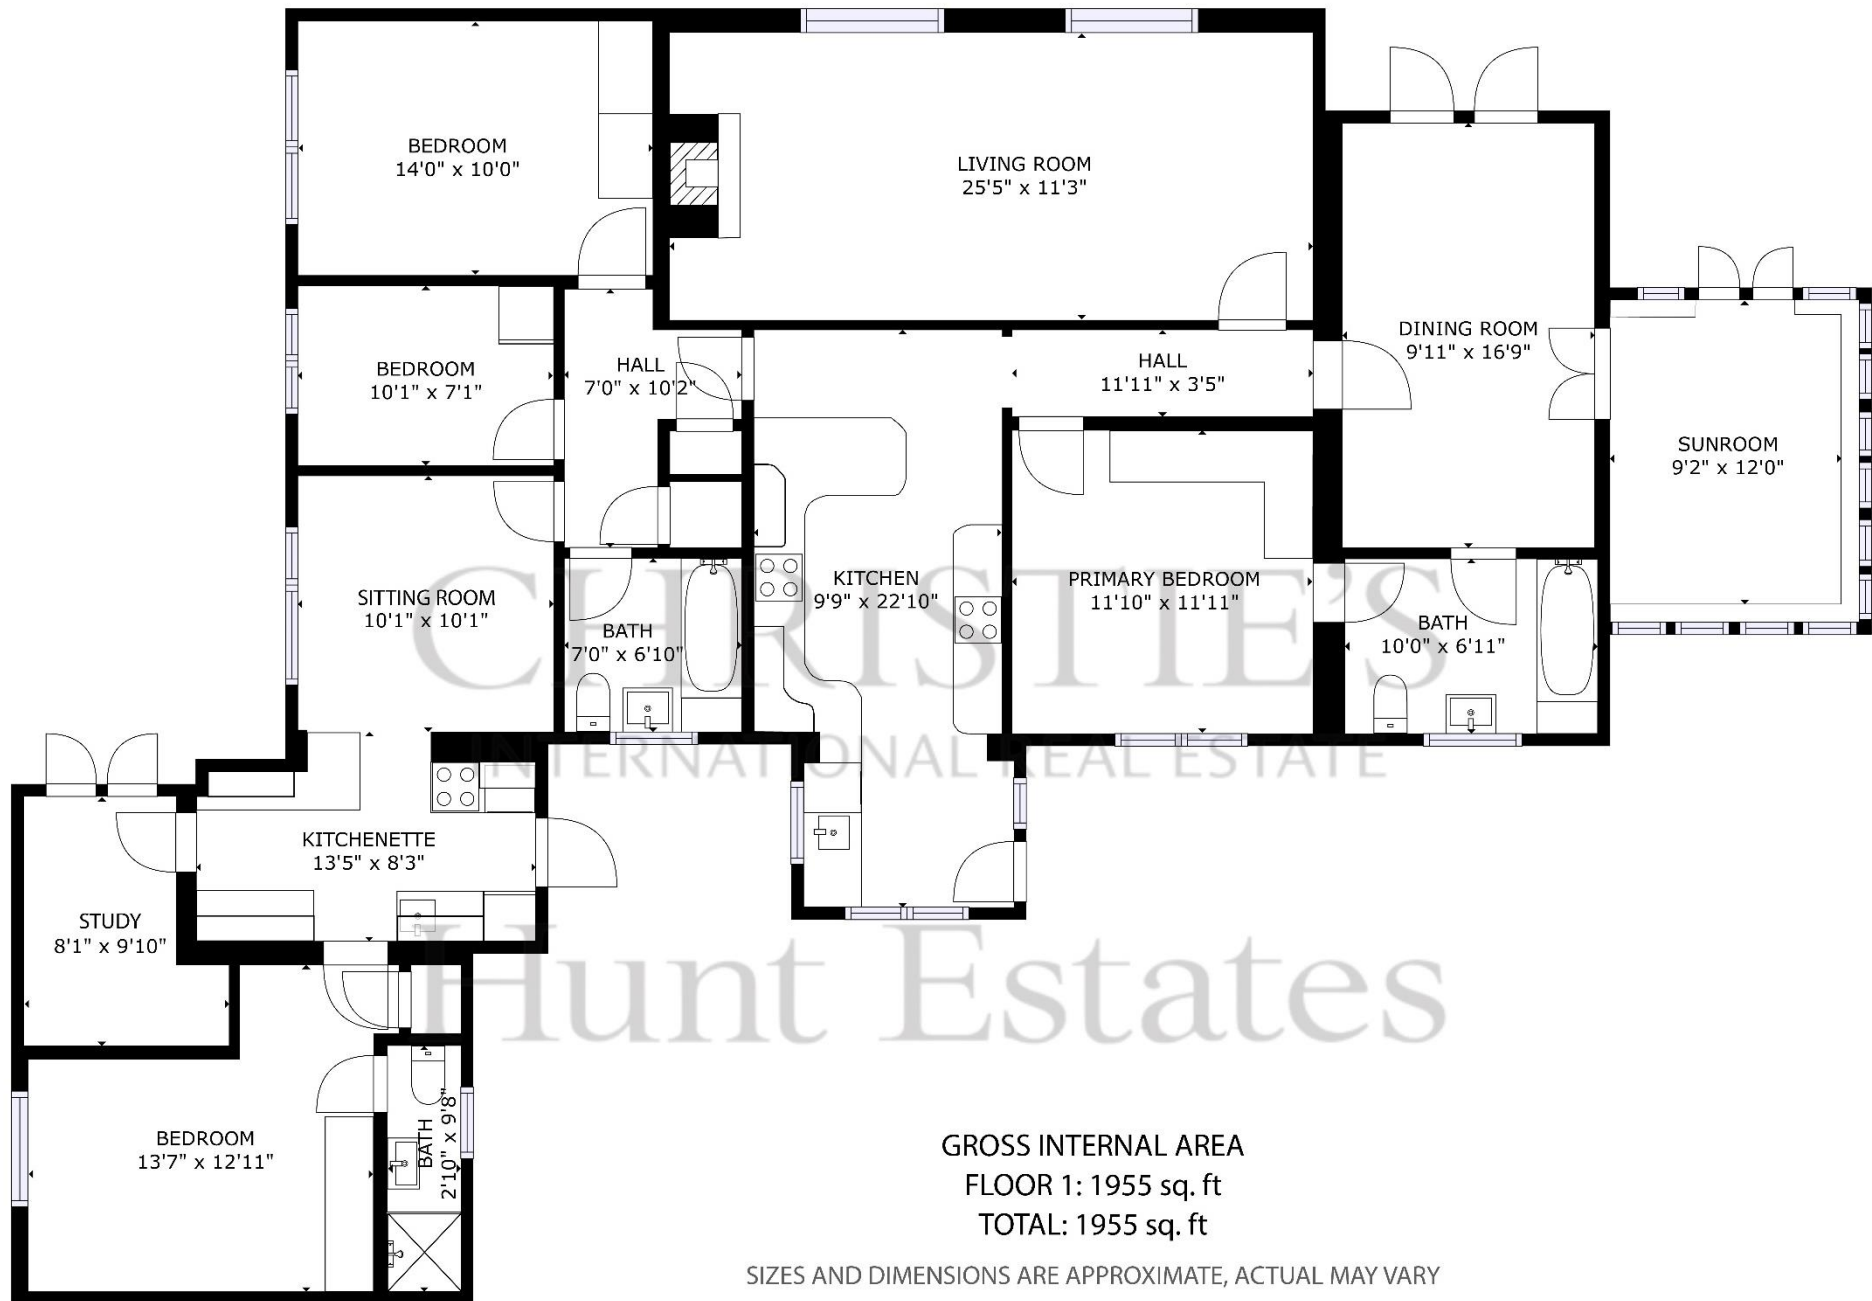 BEDROOM
14'0" x 10'0"
LIVING ROOM
25'5" x 11'3"
DINING ROOM
9'11" x 16'9"
BEDROOM
10'1" x 7'1"
HALL
7'0" x 10'2"
HALL
11'11" x 3'5"
SUNROOM
9'2" x 12'0"
SITTING ROOM
10'1" x 10'1"
BATH
7'0" x 6'10"
KITCHEN
9'9" x 22'10"
PRIMARY BEDROOM
11'10" x 11'11"
BATH
10'0" x 6'11"
CHRISTIE'S
INTERNATIONAL REAL ESTATE
Hunt Estates
KITCHENETTE
13'5" x 8'3"
STUDY
8'1" x 9'10"
BEDROOM
13'7" x 12'11"
BATH
2'10" x 9'8"
GROSS INTERNAL AREA
FLOOR 1: 1955 sq. ft
TOTAL: 1955 sq. ft
SIZES AND DIMENSIONS ARE APPROXIMATE, ACTUAL MAY VARY